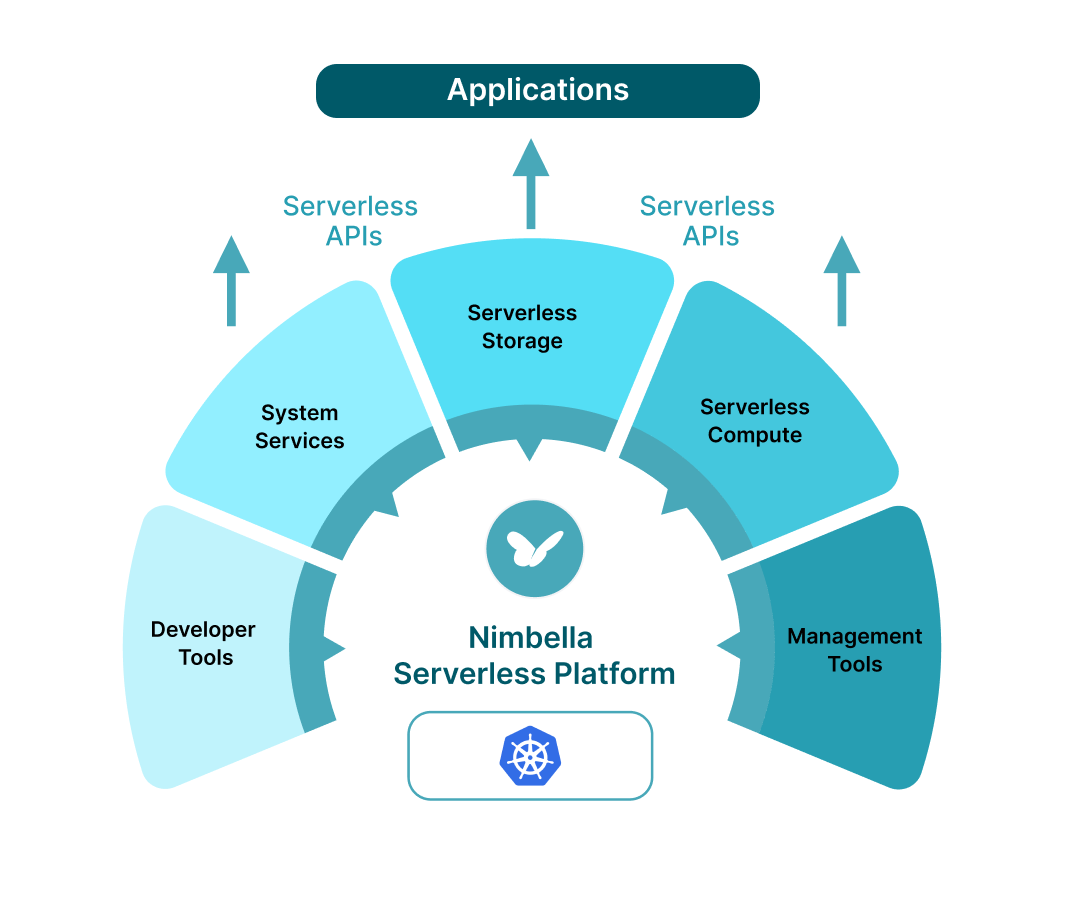 Applications
Serverless
APIs
Serverless
APIs
Serverless
Storage
System
Services
Serverless
Compute
Developer
Tools
Management
Tools
Nimbella
Serverless Platform